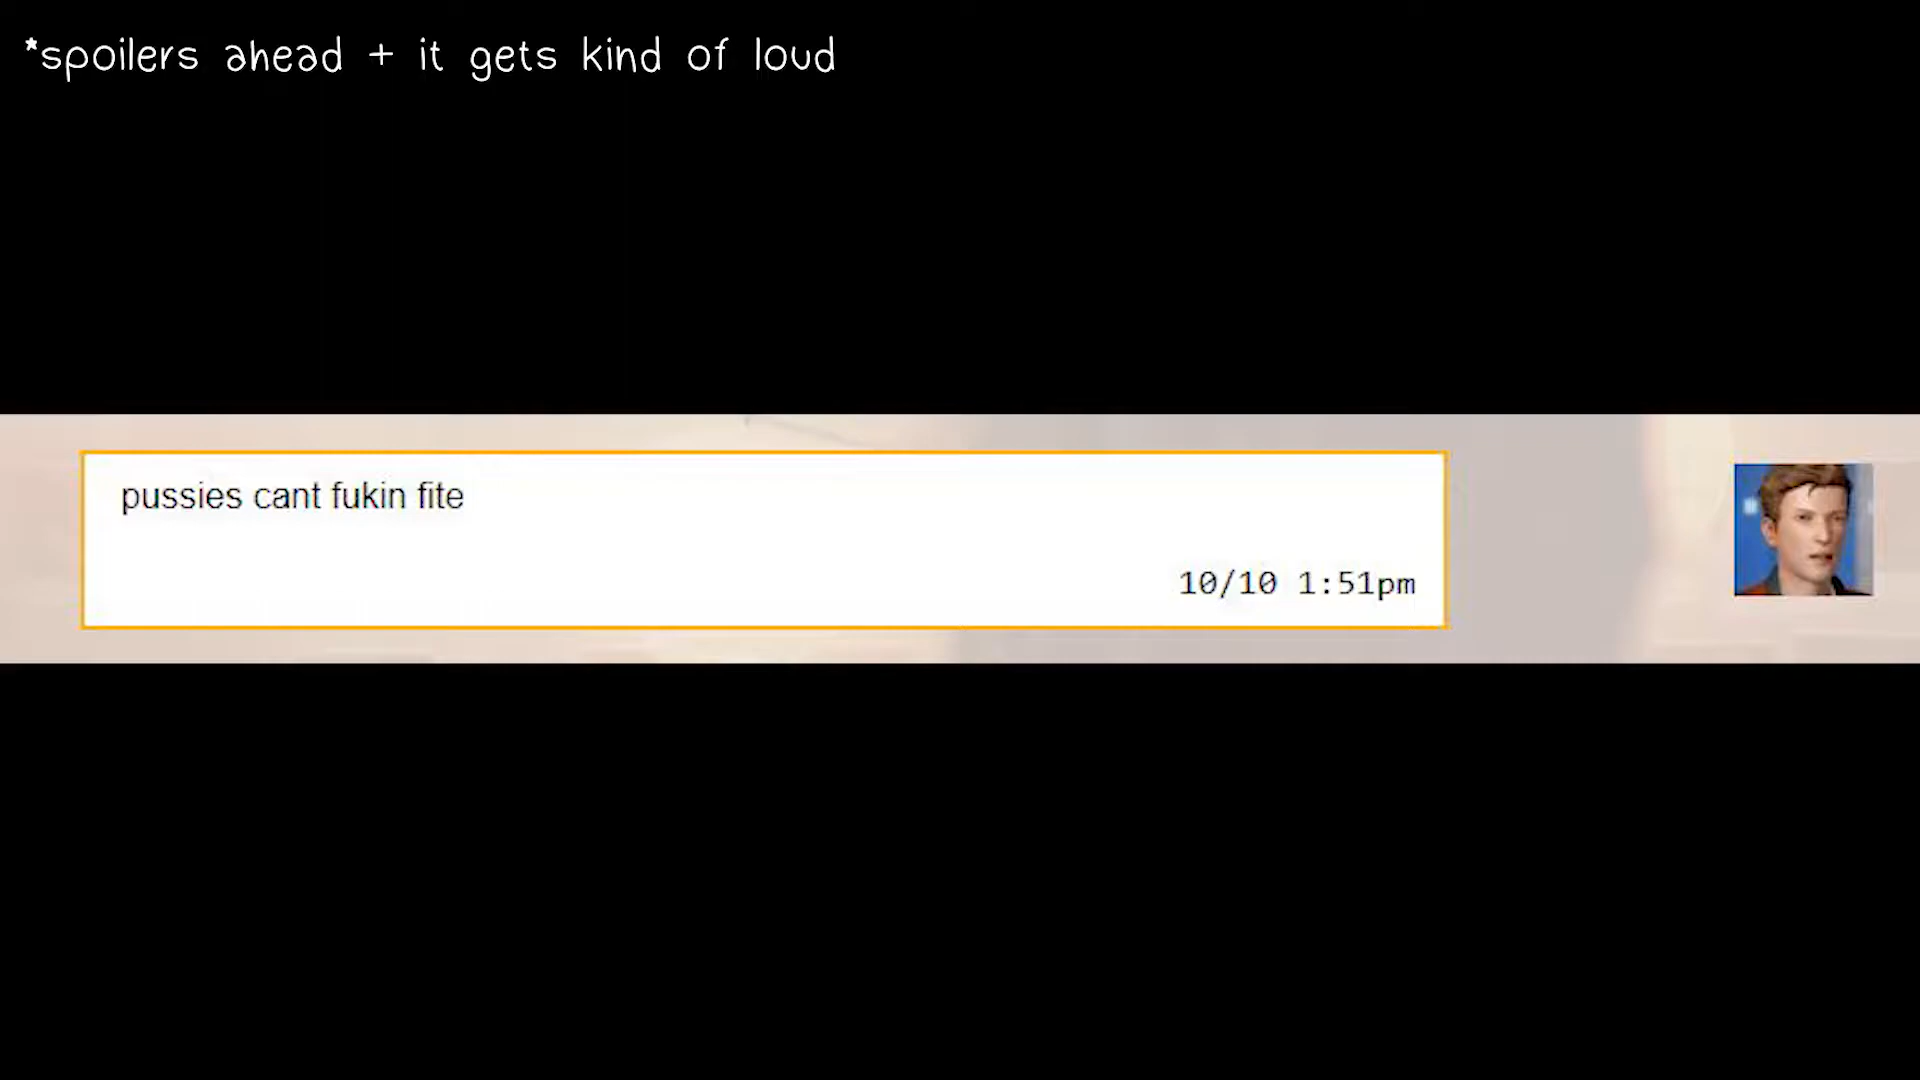 *spoilers ahead + it gets kind of loud
pussies cant fukin fite
10/10 1:51pm